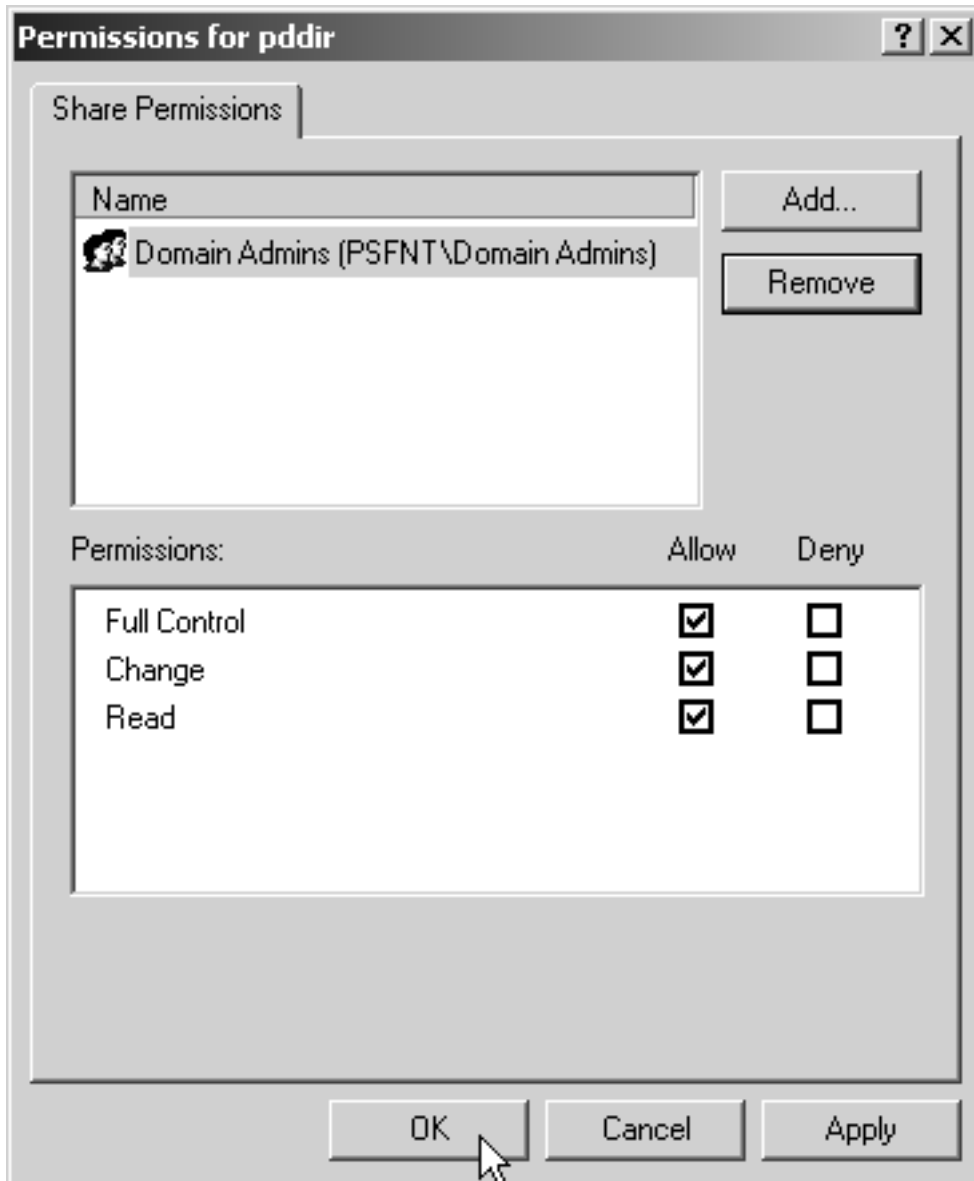 Permissions for pddir
Share Permissions
Name
Add...
Domain Admins (PSFNT\Domain Admins)
Remove
Permissions: Allow Deny
Full Control
Change
Read
OK Cancel Apply